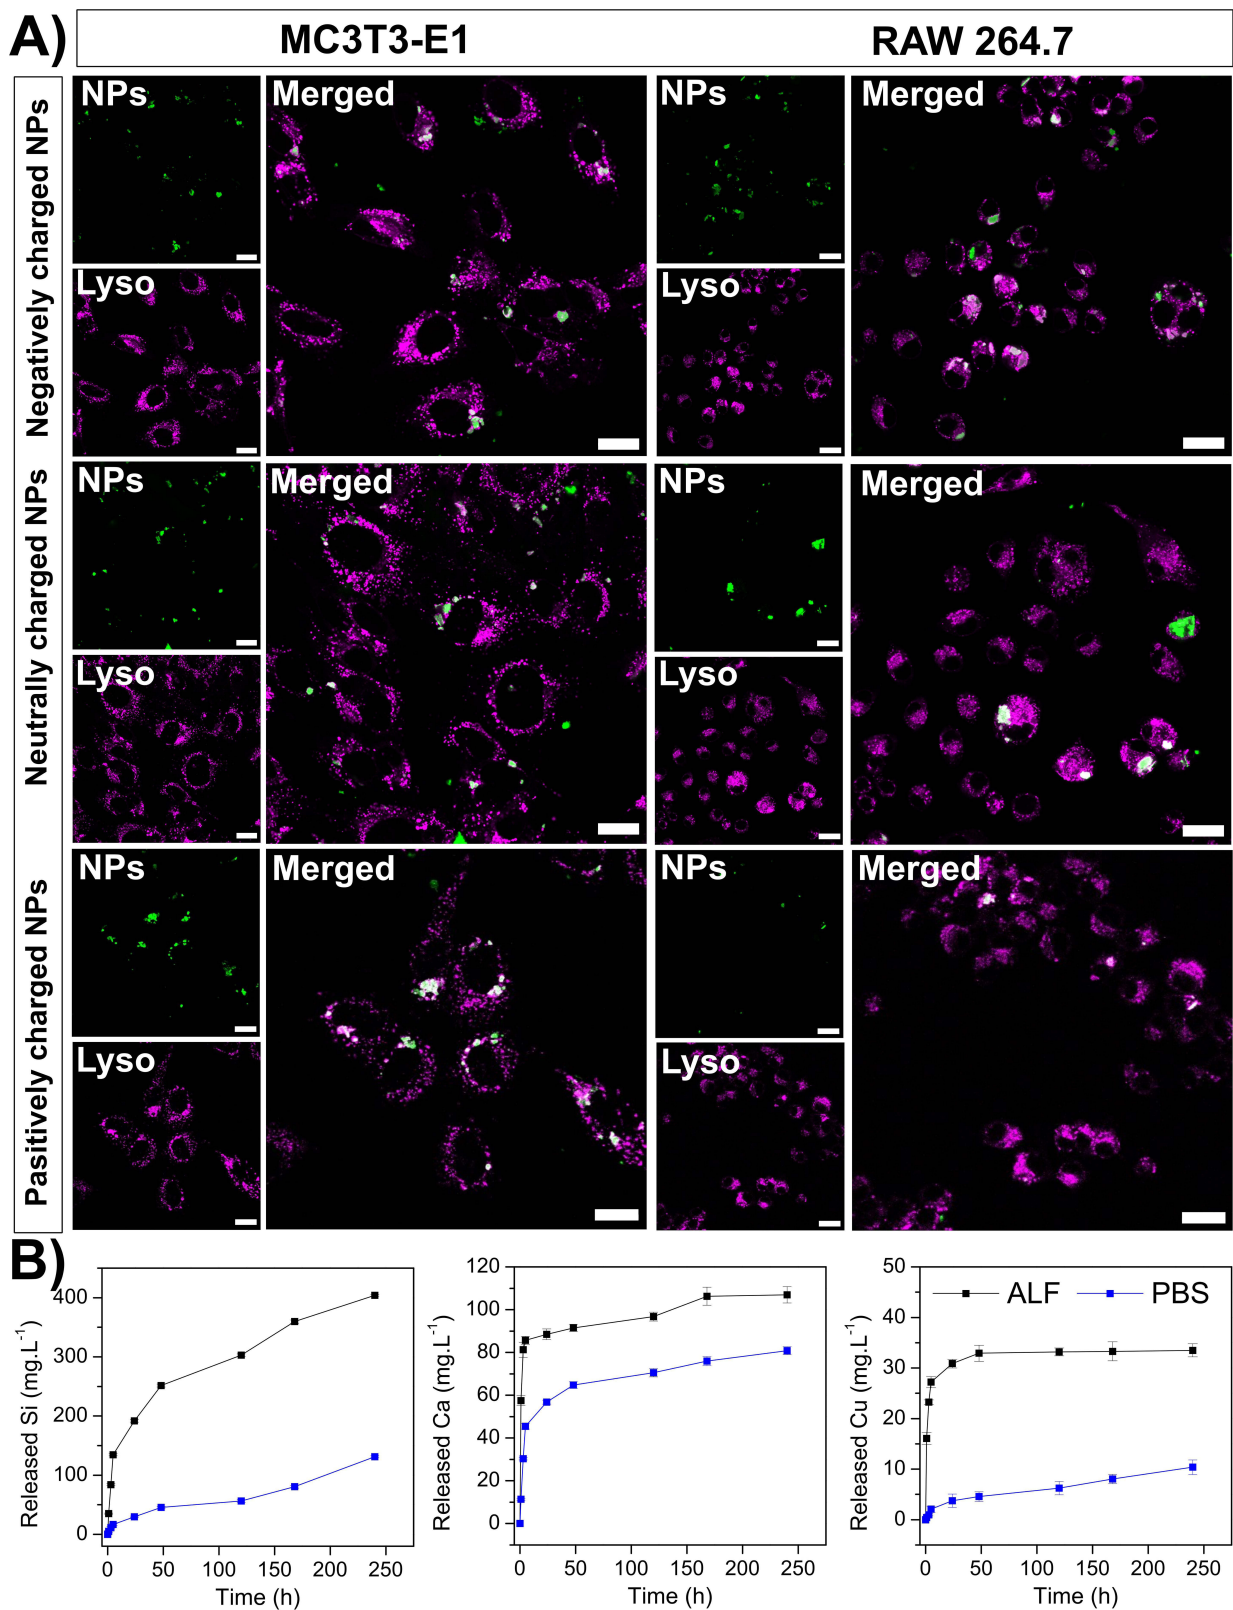 A)
MC3T3-E1
RAW 264.7
Negatively charged NPs
NPs
Merged
NPs
Merged
Lyso
Lyso
Neutrally charged NPs
NPs
Merged
NPs
Merged
Lyso
Lyso
Pasitively charged NPs
NPs
Merged
NPs
Merged
Lyso
Lyso
B)
Released Si (mg.L⁻¹)
400
300
200
100
0
0 50 100 150 200 250
Time (h)
Released Ca (mg.L⁻¹)
120
100
80
60
40
20
0
0 50 100 150 200 250
Time (h)
Released Cu (mg.L⁻¹)
50
40
30
20
10
0
ALF PBS
0 50 100 150 200 250
Time (h)